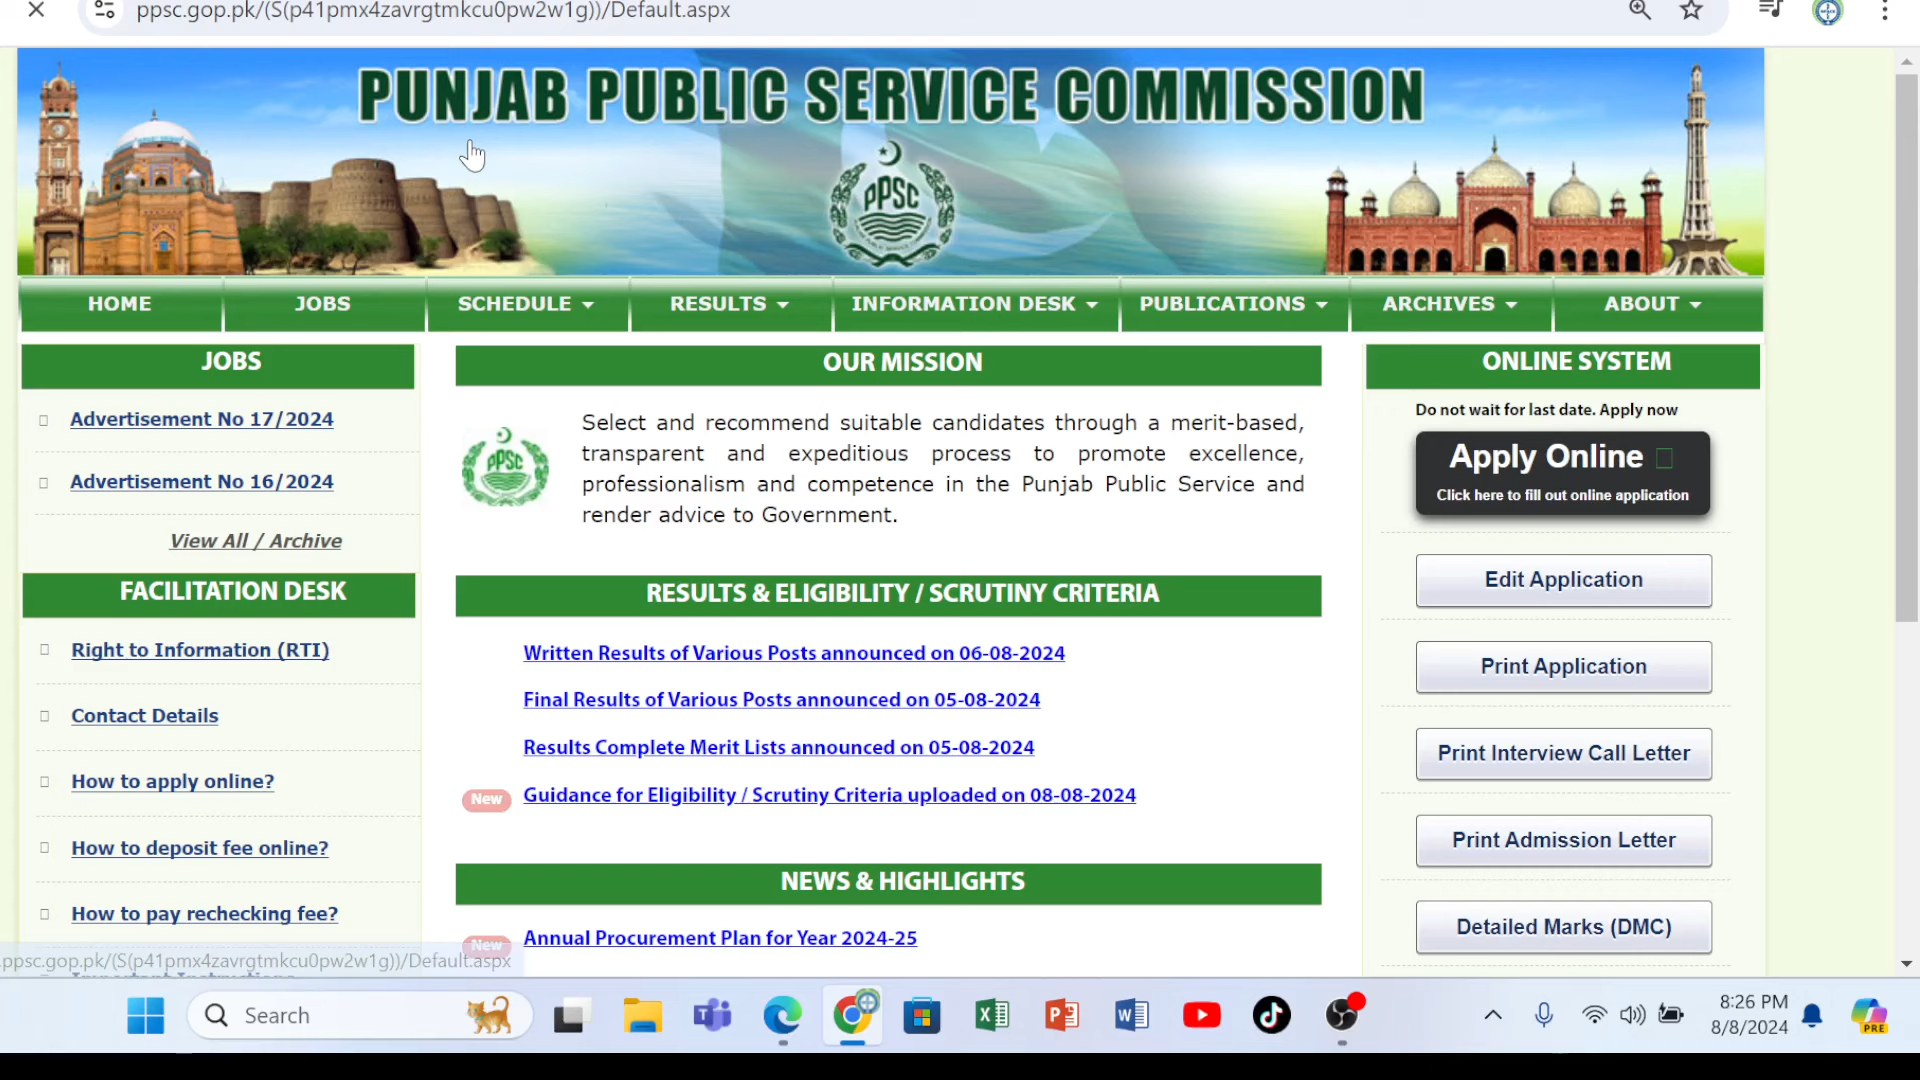 ppsc.gop.pk/(S(p41pmx4zavrgtmkcu0pw2w1g))/Default.aspx
PUNJAB PUBLIC SERVICE COMMISSION
PPSC
HOME
JOBS
SCHEDULE
RESULTS
INFORMATION DESK
PUBLICATIONS
ARCHIVES
ABOUT
JOBS
Advertisement No 17/2024
Advertisement No 16/2024
View All / Archive
FACILITATION DESK
Right to Information (RTI)
Contact Details
How to apply online?
How to deposit fee online?
How to pay rechecking fee?
Important Instructions
OUR MISSION
PPSC
Select and recommend suitable candidates through a merit-based,
transparent and expeditious process to promote excellence,
professionalism and competence in the Punjab Public Service and
render advice to Government.
RESULTS & ELIGIBILITY / SCRUTINY CRITERIA
Written Results of Various Posts announced on 06-08-2024
Final Results of Various Posts announced on 05-08-2024
Results Complete Merit Lists announced on 05-08-2024
New Guidance for Eligibility / Scrutiny Criteria uploaded on 08-08-2024
NEWS & HIGHLIGHTS
New Annual Procurement Plan for Year 2024-25
ONLINE SYSTEM
Do not wait for last date. Apply now
Apply Online
Click here to fill out online application
Edit Application
Print Application
Print Interview Call Letter
Print Admission Letter
Detailed Marks (DMC)
ppsc.gop.pk/(S(p41pmx4zavrgtmkcu0pw2w1g))/Default.aspx
Search
8:26 PM
8/8/2024
PRE